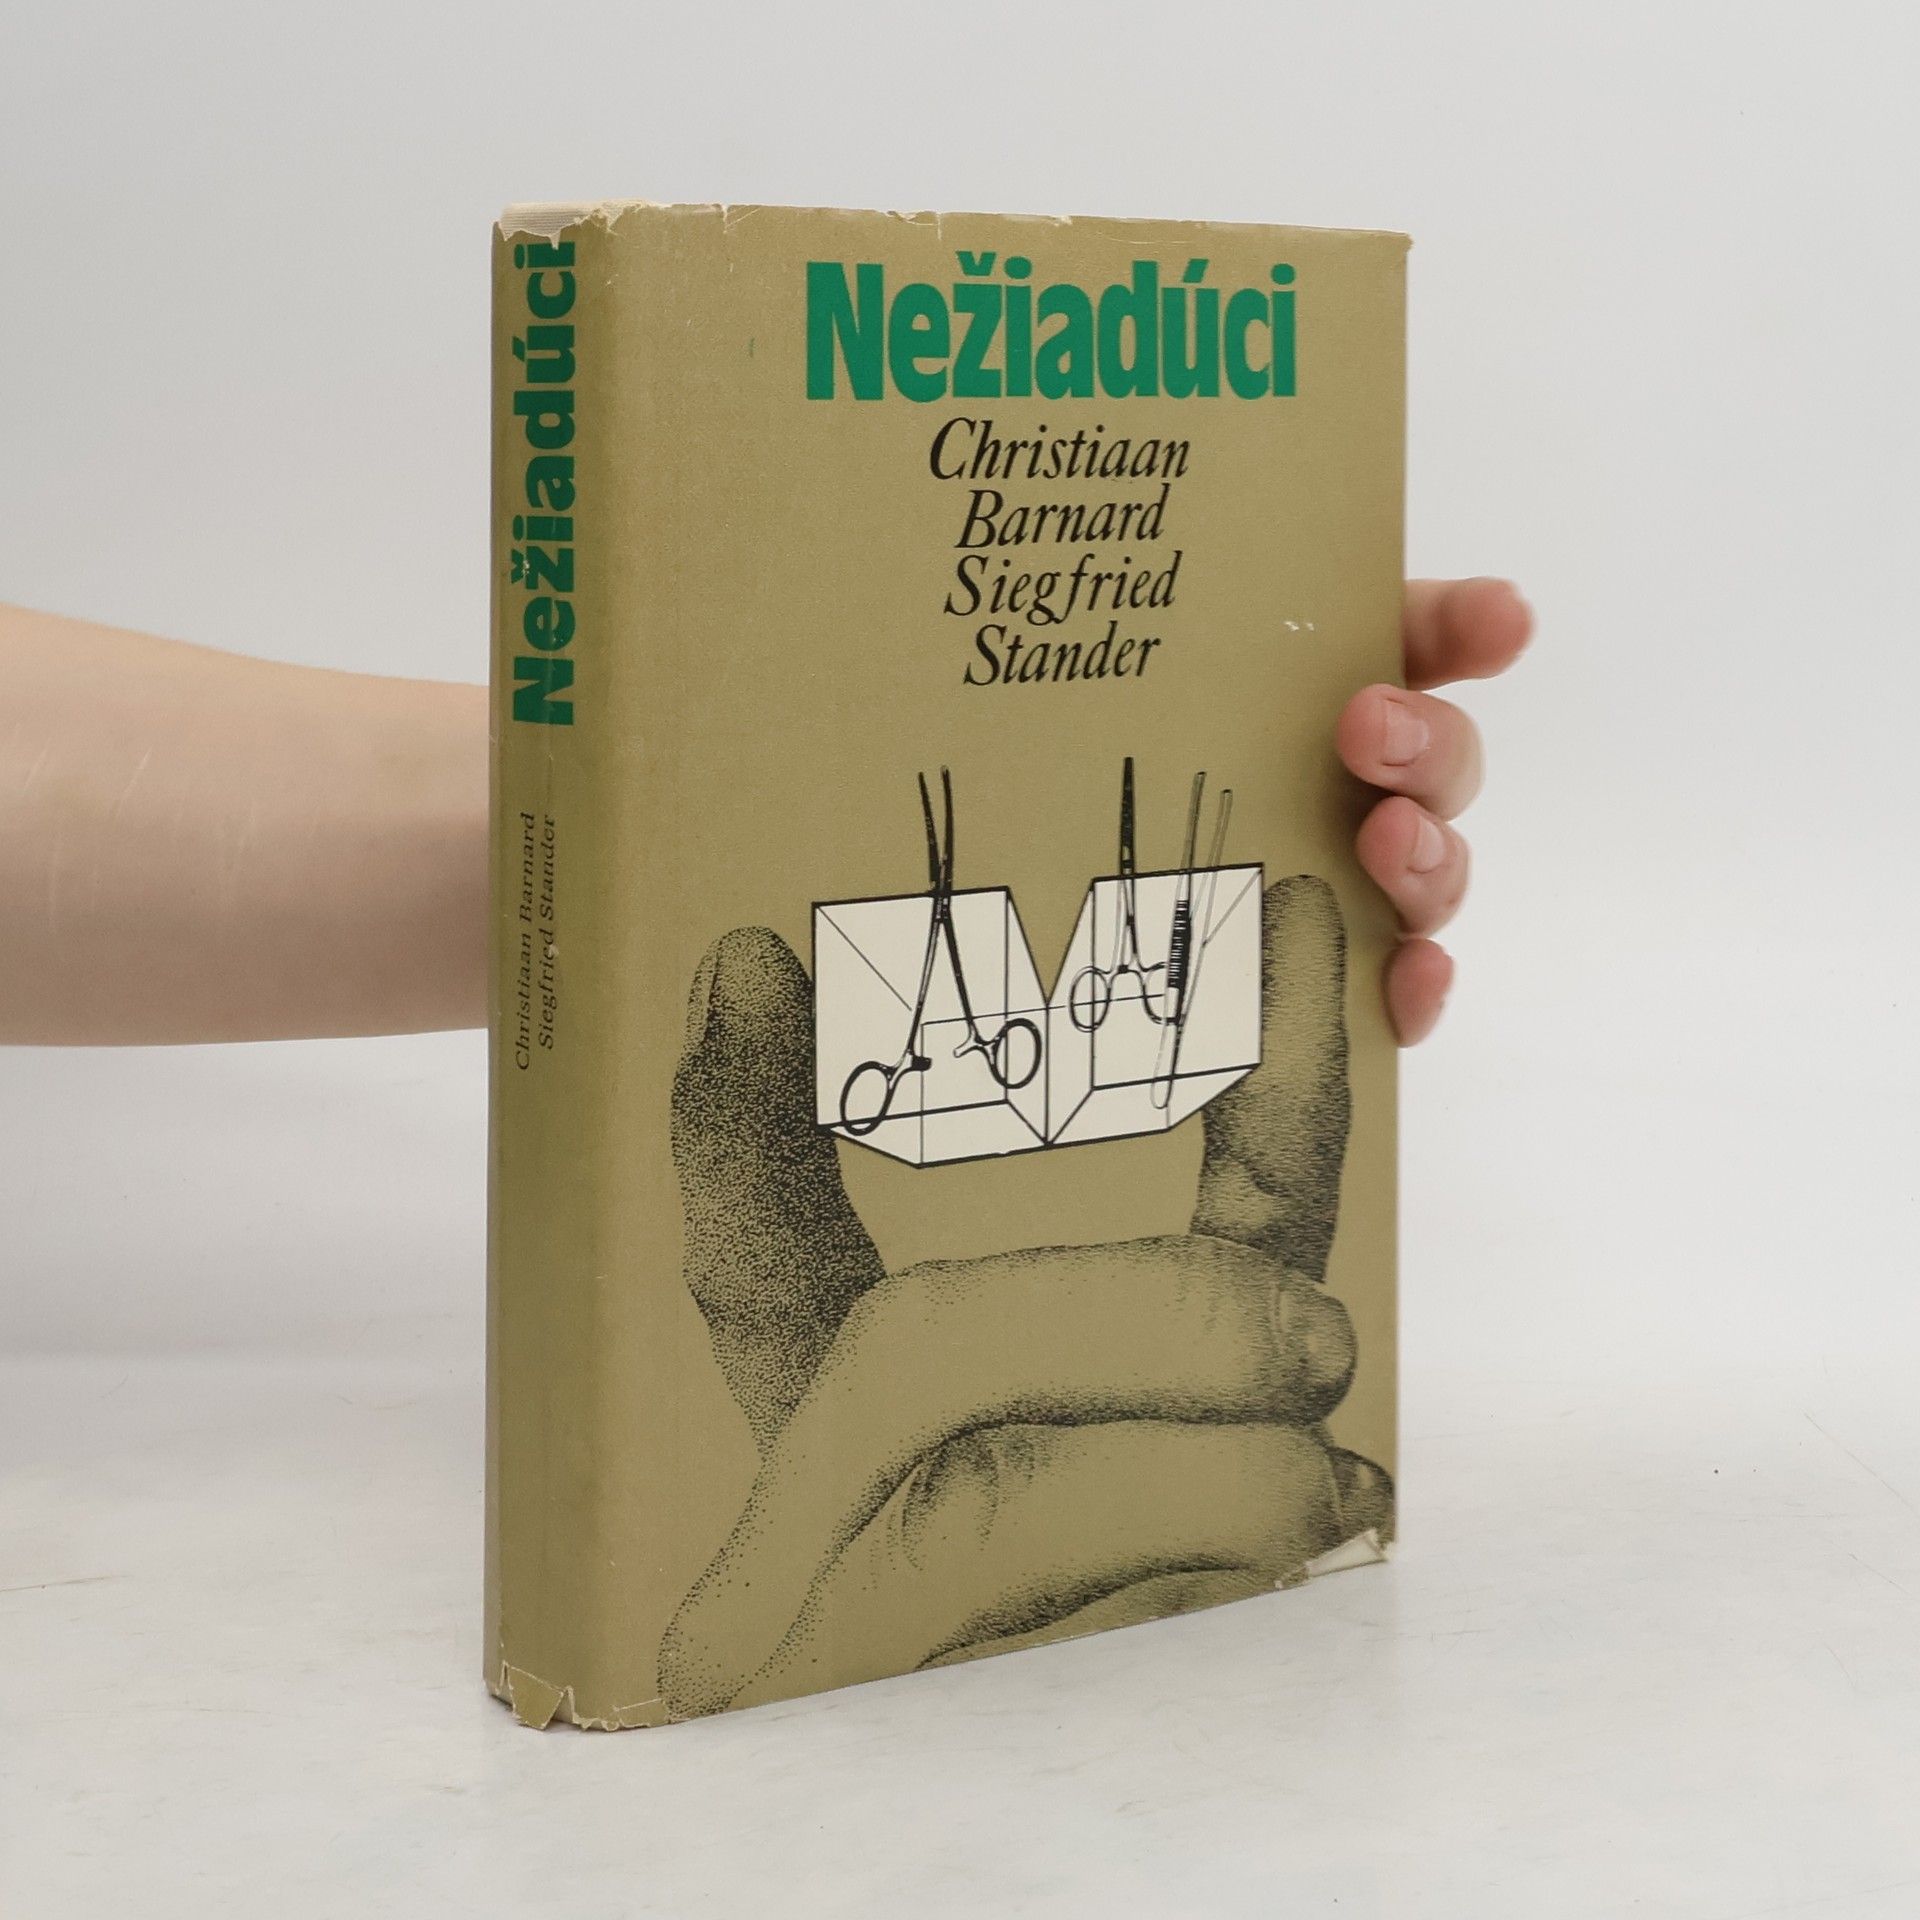 Nežiadúci
Christiaan Barnard
Siegfried Stander
Nežiadúci
Christiaan
Barnard
Siegfried
Stander